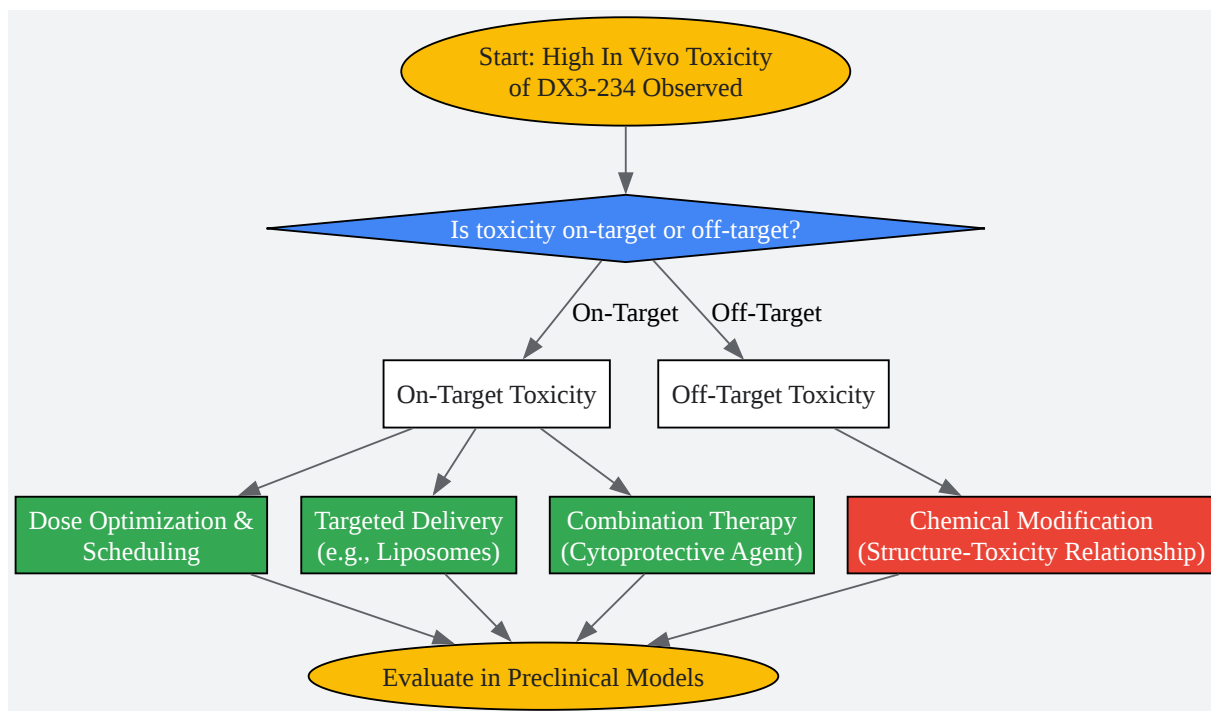 Start: High In Vivo Toxicity
of DX3-234 Observed
Is toxicity on-target or off-target?
On-Target
Off-Target
On-Target Toxicity
Off-Target Toxicity
Dose Optimization &
Scheduling
Targeted Delivery
(e.g., Liposomes)
Combination Therapy
(Cytoprotective Agent)
Chemical Modification
(Structure-Toxicity Relationship)
Evaluate in Preclinical Models